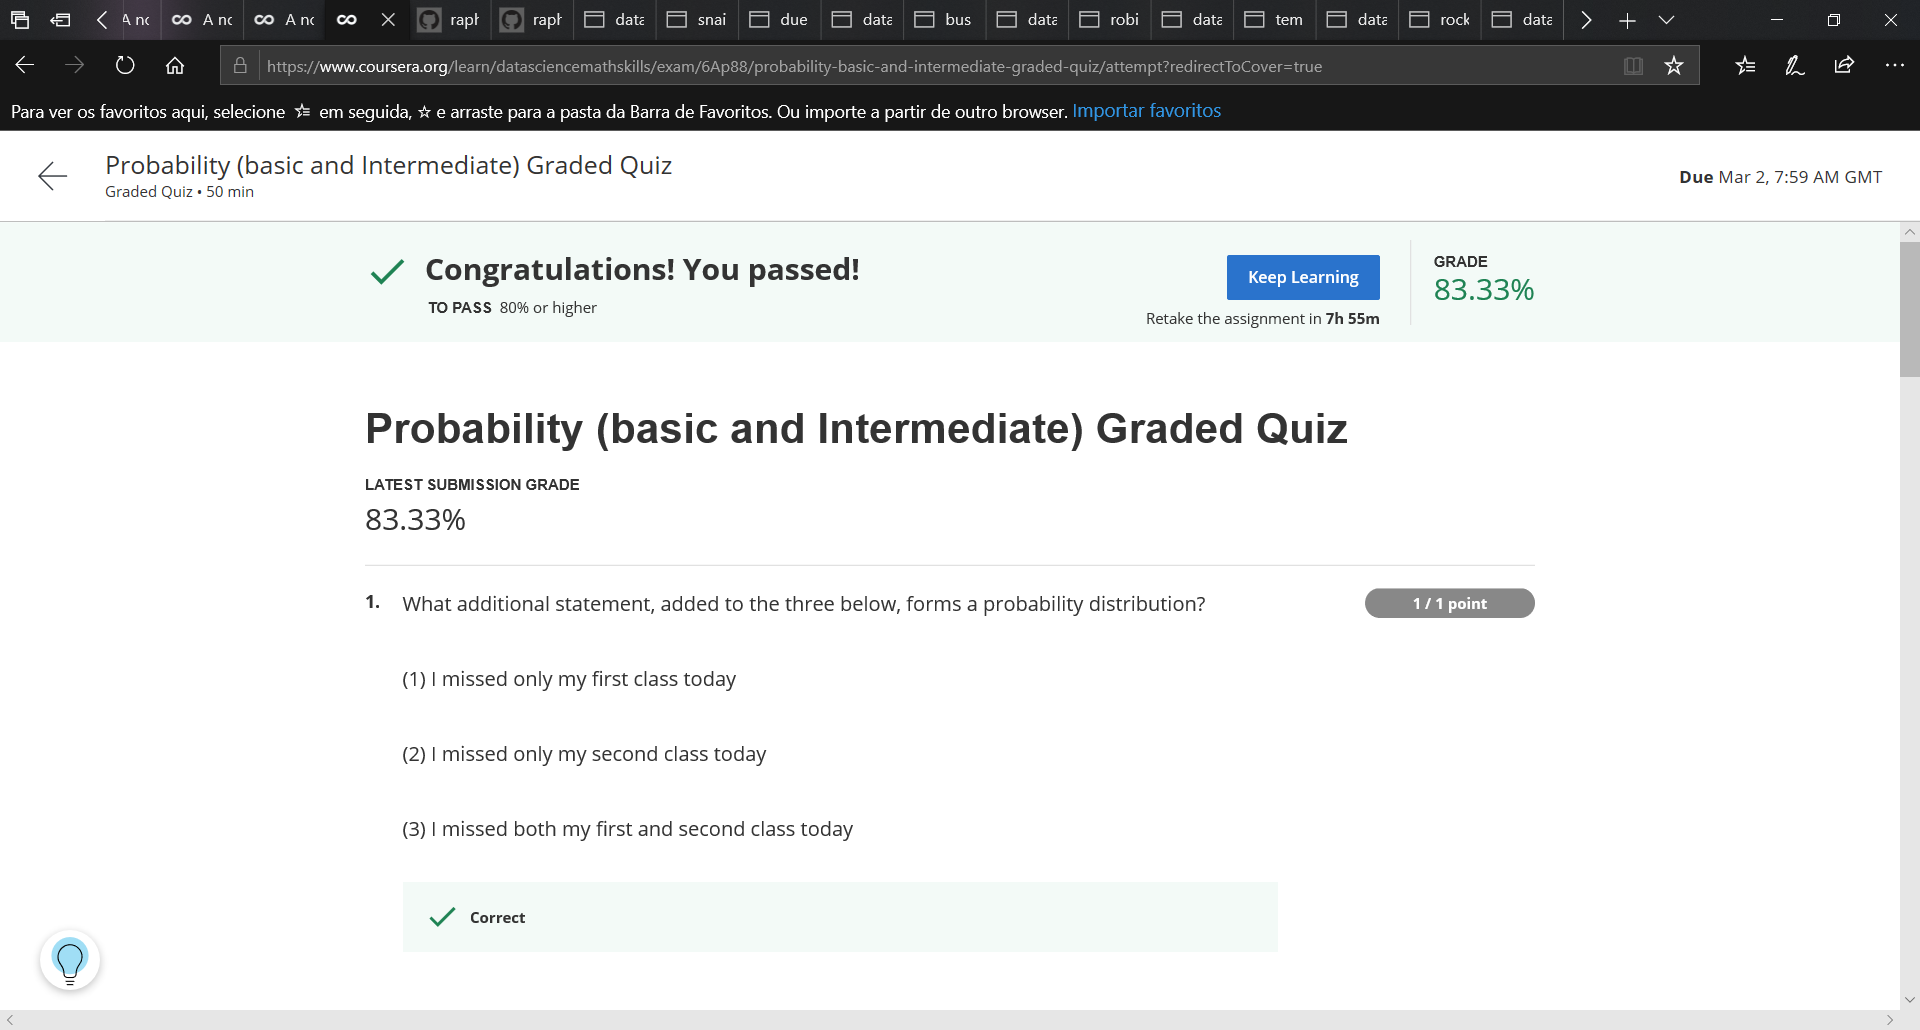 A nc A nc A nc raph raph data snai due data bus data robi data tem data rock data
https://www.coursera.org/learn/datasciencemathskills/exam/6Ap88/probability-basic-and-intermediate-graded-quiz/attempt?redirectToCover=true
Para ver os favoritos aqui, selecione em seguida, e arraste para a pasta da Barra de Favoritos. Ou importe a partir de outro browser. Importar favoritos
Probability (basic and Intermediate) Graded Quiz
Graded Quiz • 50 min
Due Mar 2, 7:59 AM GMT
Congratulations! You passed!
TO PASS 80% or higher
Keep Learning
Retake the assignment in 7h 55m
GRADE
83.33%
Probability (basic and Intermediate) Graded Quiz
LATEST SUBMISSION GRADE
83.33%
1. What additional statement, added to the three below, forms a probability distribution?
1 / 1 point
(1) I missed only my first class today
(2) I missed only my second class today
(3) I missed both my first and second class today
Correct